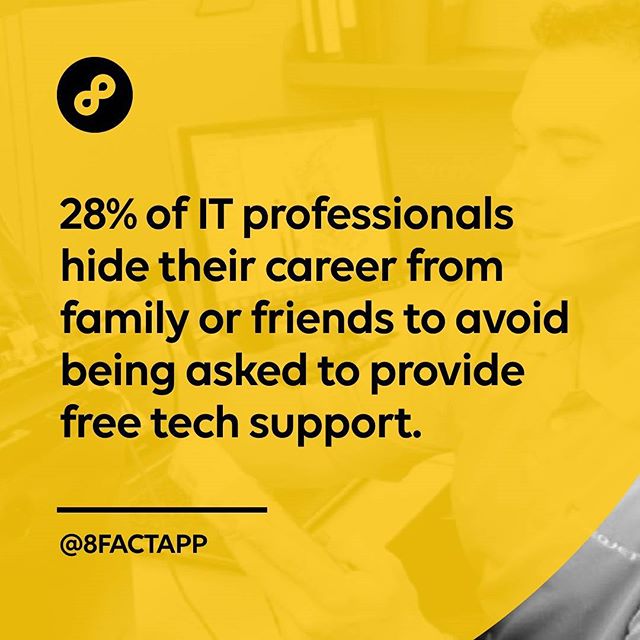 28% of IT professionals
hide their career from
family or friends to avoid
being asked to provide
free tech support.
@8FACTAPP